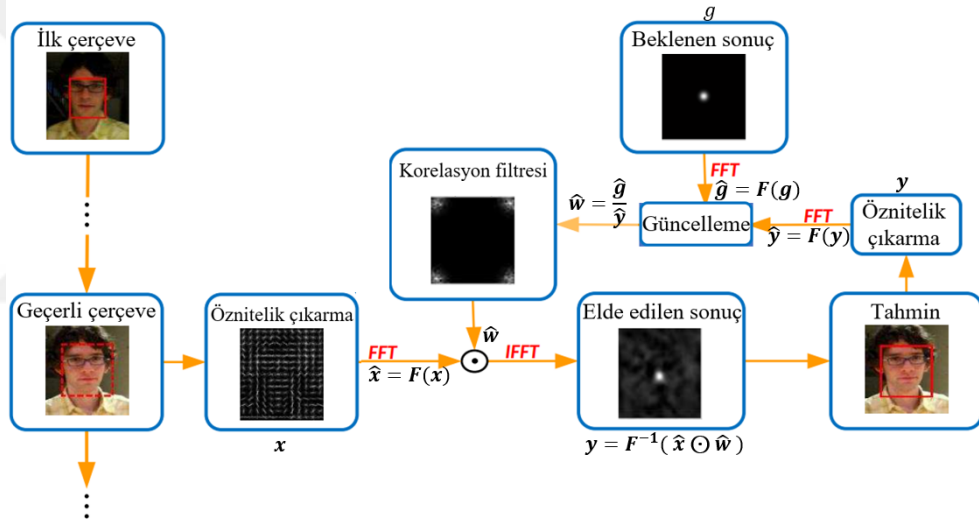 İlk çerçeve
⋮
Geçerli çerçeve
⋮
Öznitelik çıkarma
x
FFT
x̂ = F(x)
Korelasyon filtresi
ŵ
⊙
IFFT
g
Beklenen sonuç
FFT
ĝ = F(g)
ŵ = ĝ / ŷ
Güncelleme
FFT
ŷ = F(y)
y
Öznitelik
çıkarma
Elde edilen sonuç
y = F⁻¹( x̂ ⊙ ŵ )
Tahmin